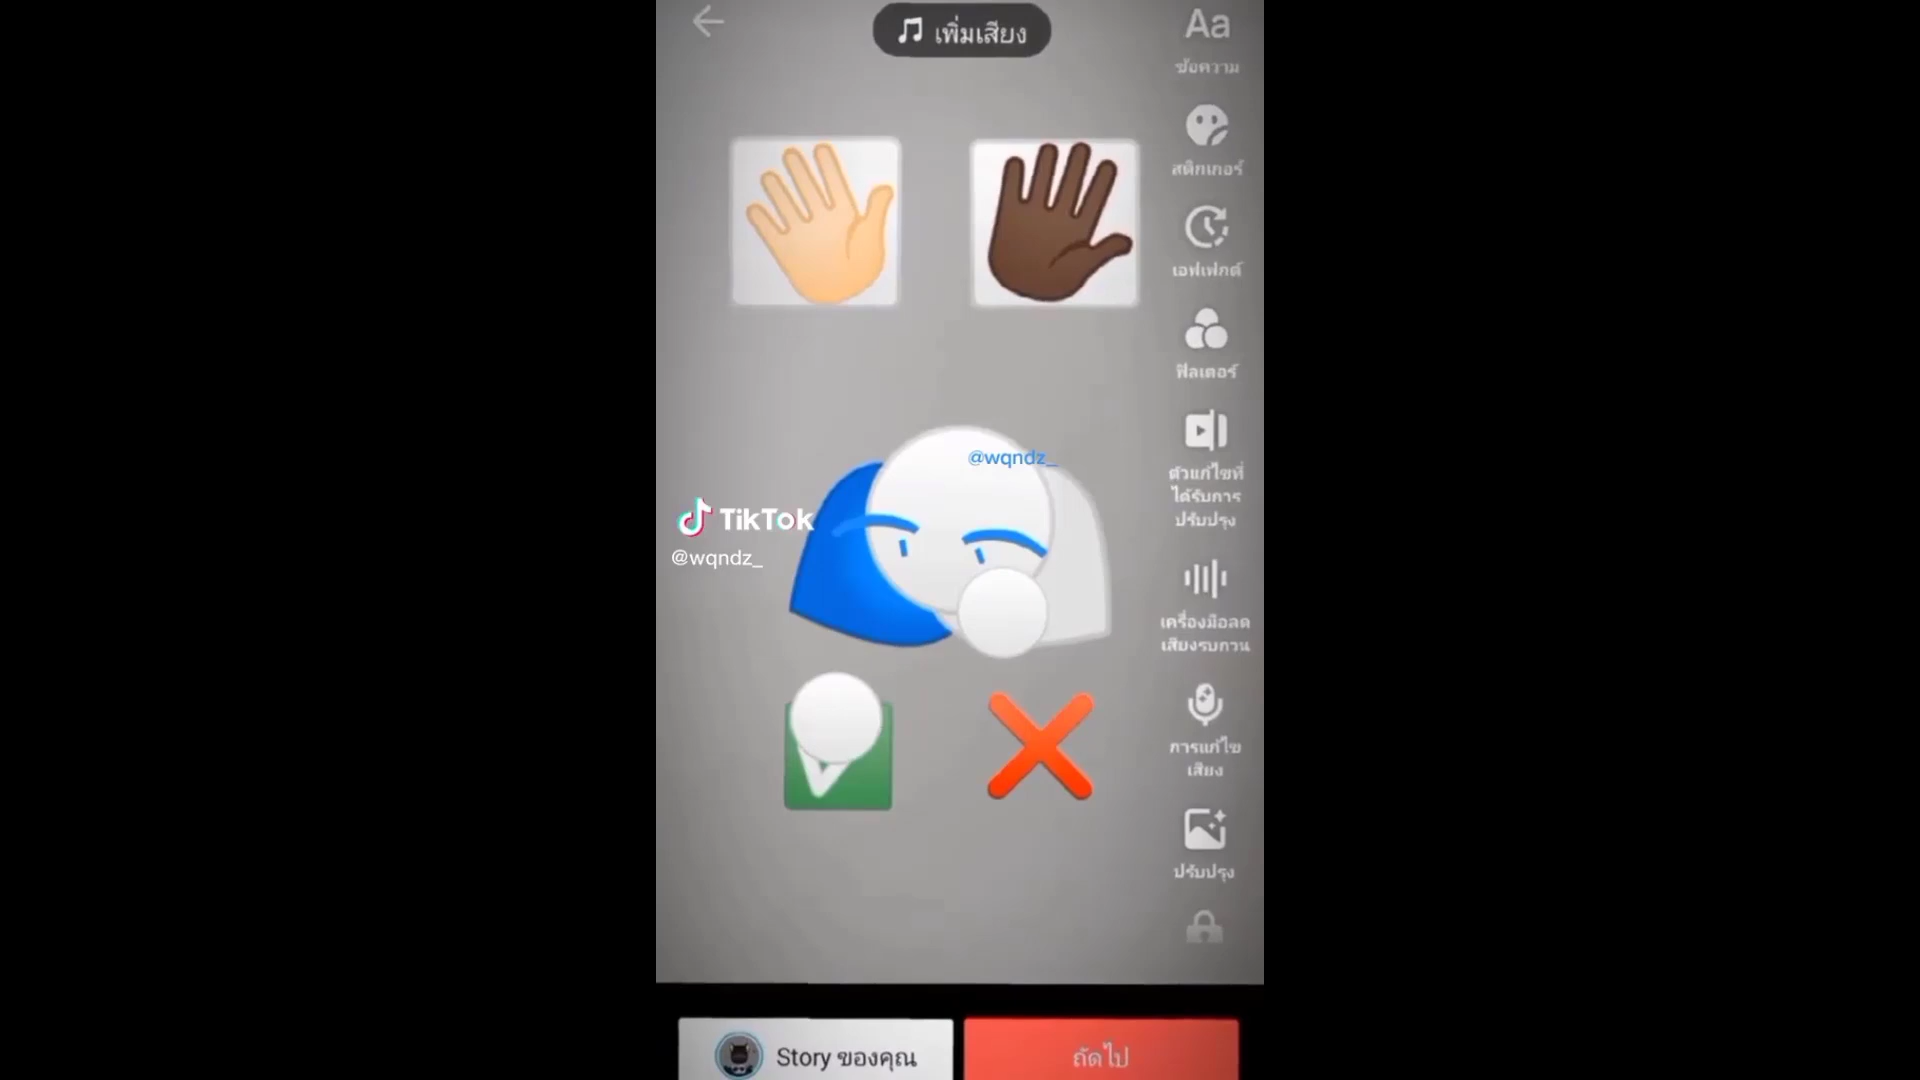 เพิ่มเสียง
Aa
ข้อความ
สติกเกอร์
เอฟเฟกต์
ฟิลเตอร์
ตัวแก้ไขที่
ได้รับการ
ปรับปรุง
@wqndz_
TikTok
@wqndz_
เครื่องมือลด
เสียงรบกวน
การแก้ไข
เสียง
ปรับปรุง
Story ของคุณ
ถัดไป